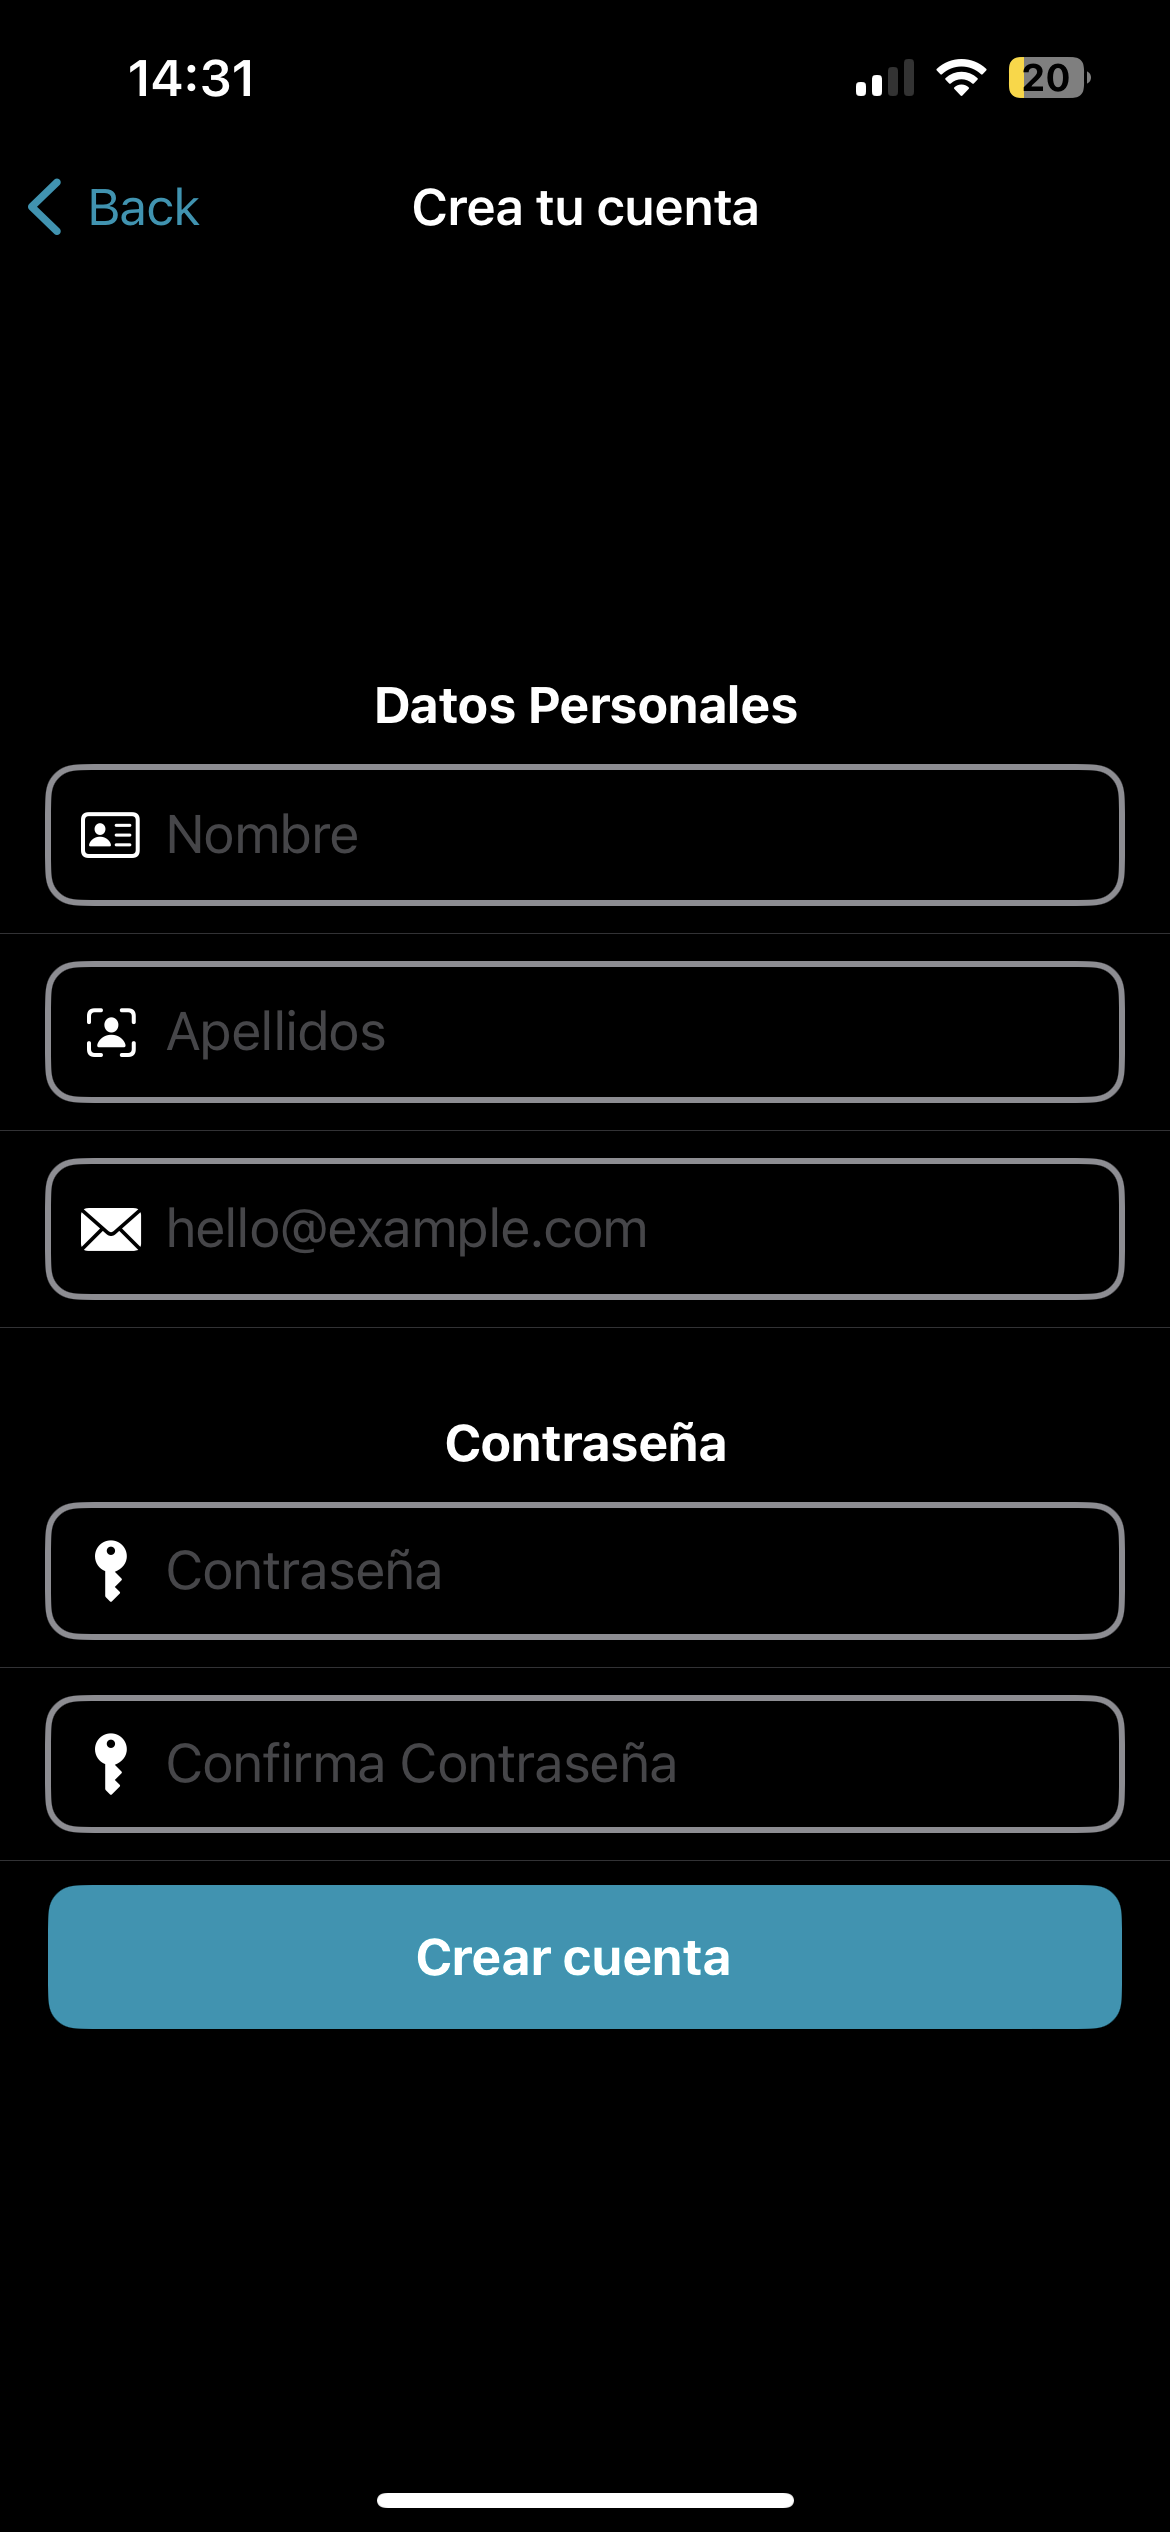 14:31
20
Back
Crea tu cuenta
Datos Personales
Nombre
Apellidos
hello@example.com
Contraseña
Contraseña
Confirma Contraseña
Crear cuenta